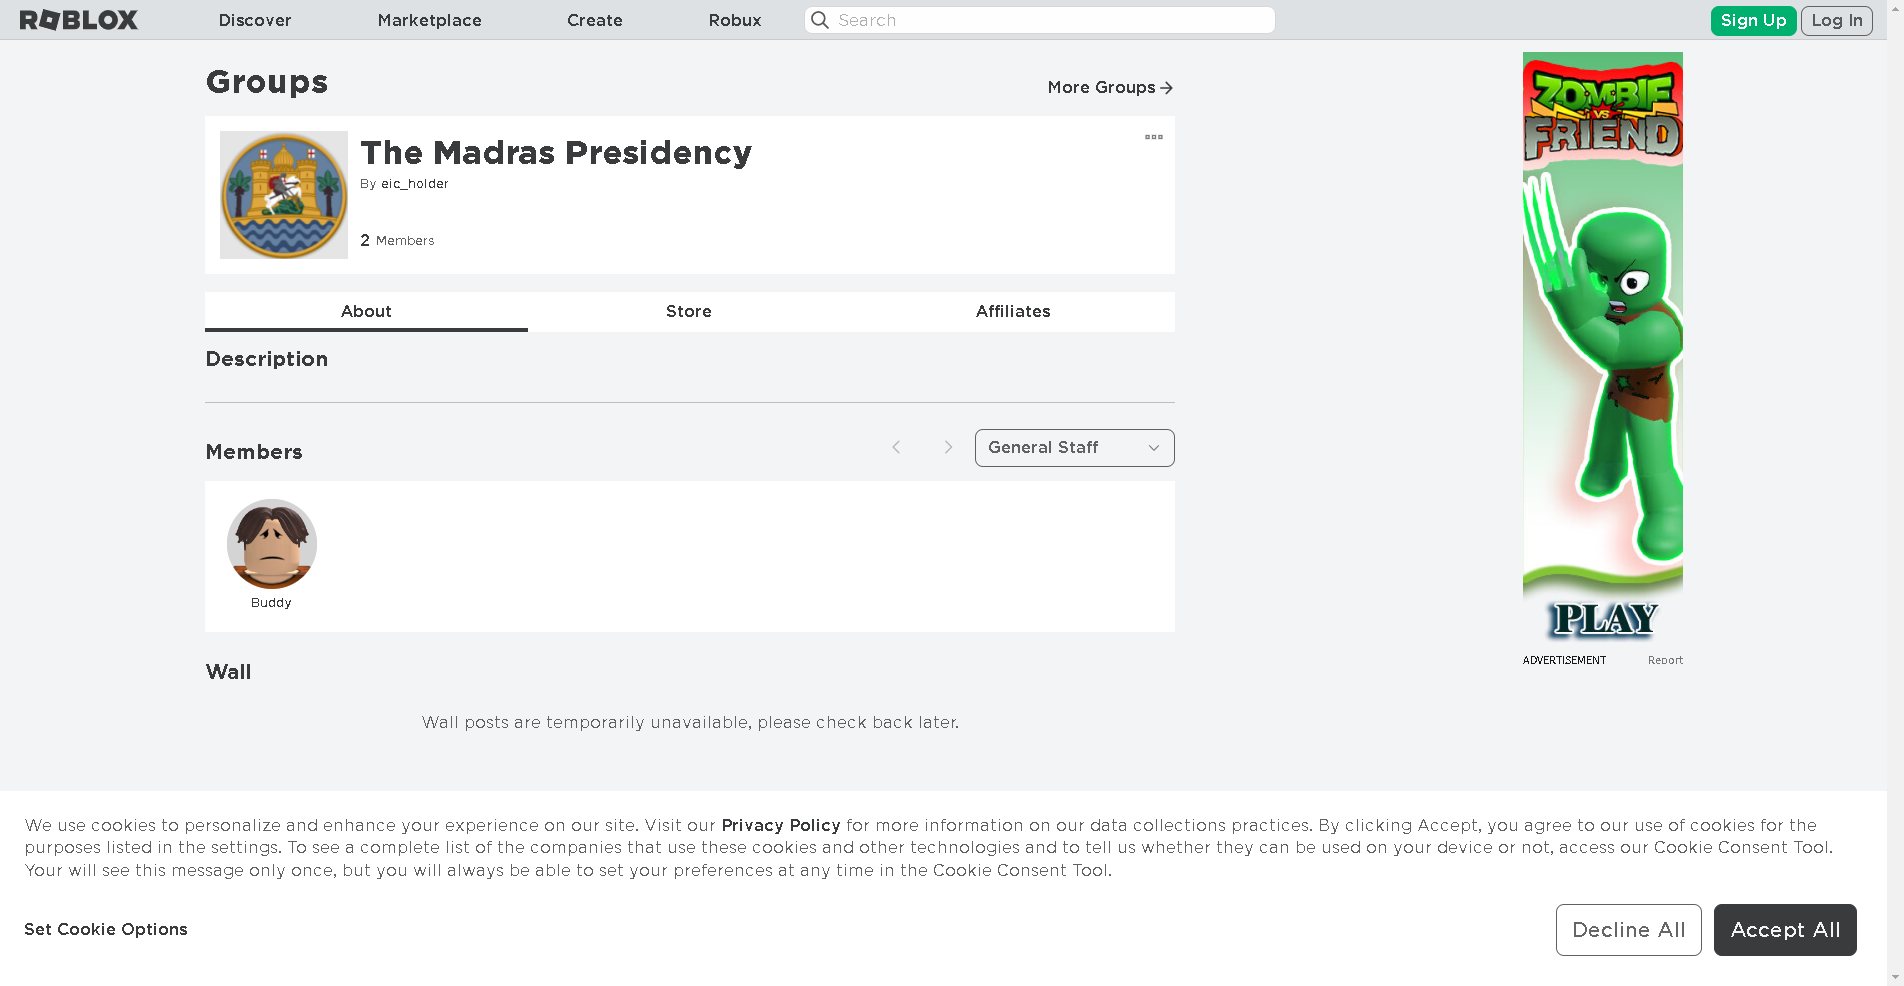 ROBLOX
Discover
Marketplace
Create
Robux
Search
Sign Up
Log In
Groups
More Groups
The Madras Presidency
By eic_holder
2 Members
About
Store
Affiliates
Description
Members
General Staff
Buddy
Wall
Wall posts are temporarily unavailable, please check back later.
ZOMBIE
VS
FRIEND
PLAY
ADVERTISEMENT
Report
We use cookies to personalize and enhance your experience on our site. Visit our Privacy Policy for more information on our data collections practices. By clicking Accept, you agree to our use of cookies for the
purposes listed in the settings. To see a complete list of the companies that use these cookies and other technologies and to tell us whether they can be used on your device or not, access our Cookie Consent Tool.
Your will see this message only once, but you will always be able to set your preferences at any time in the Cookie Consent Tool.
Set Cookie Options
Decline All
Accept All